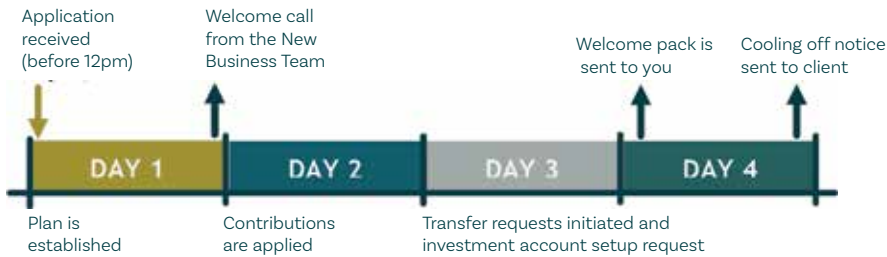 Application
received
(before 12pm)
Welcome call
from the New
Business Team
Welcome pack is
sent to you
Cooling off notice
sent to client
DAY 1
DAY 2
DAY 3
DAY 4
Plan is
established
Contributions
are applied
Transfer requests initiated and
investment account setup request